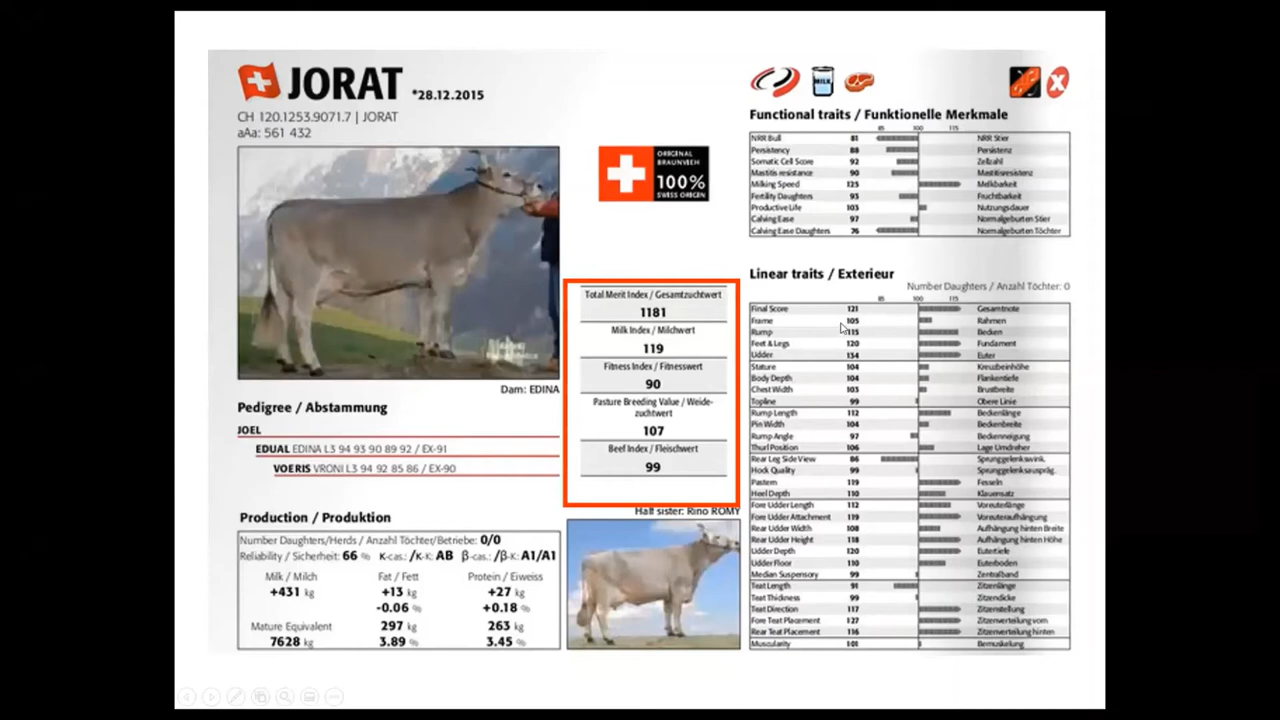 JORAT *28.12.2015
CH 120.1253.9071.7 | JORAT
aAa: 561 432
Dam: EDINA
Pedigree / Abstammung
JOEL
EDUAL EDINA L3 94 93 90 89 92 / EX-91
VOERIS VRONI L3 94 92 85 86 / EX-90
Production / Produktion
Number Daughters/Herds / Anzahl Töchter/Betriebe: 0/0
Reliability / Sicherheit: 66 % κ-cas.: /K-K: AB β-cas.: /β-K: A1/A1
Milk / Milch Fat / Fett Protein / Eiweiss
+431 kg +13 kg +27 kg
-0.06 % +0.18 %
Mature Equivalent 297 kg 263 kg
7628 kg 3.89 % 3.45 %
ORIGINAL
BRAUNVIEH
100%
SWISS ORIGEN
Total Merit Index / Gesamtzuchtwert
1181
Milk Index / Milchwert
119
Fitness Index / Fitnesswert
90
Pasture Breeding Value / Weide-
zuchtwert
107
Beef Index / Fleischwert
99
Half sister: Rino ROMY
MILK
X
Functional traits / Funktionelle Merkmale
85 100 115
NRR Bull 81 NRR Stier
Persistency 88 Persistenz
Somatic Cell Score 92 Zellzahl
Mastitis resistance 90 Mastitisresistenz
Milking Speed 125 Melkbarkeit
Fertility Daughters 93 Fruchtbarkeit
Productive Life 103 Nutzungsdauer
Calving Ease 97 Normalgeburten Stier
Calving Ease Daughters 76 Normalgeburten Töchter
Linear traits / Exterieur
Number Daughters / Anzahl Töchter: 0
85 100 115
Final Score 121 Gesamtnote
Frame 105 Rahmen
Rump 115 Becken
Feet & Legs 120 Fundament
Udder 134 Euter
Stature 104 Kreuzbeinhöhe
Body Depth 104 Flankentiefe
Chest Width 103 Brustbreite
Topline 99 Obere Linie
Rump Length 112 Beckenlänge
Pin Width 104 Beckenbreite
Rump Angle 97 Beckenneigung
Thurl Position 106 Lage Umdreher
Rear Leg Side View 86 Sprunggelenkswink.
Hock Quality 99 Sprunggelenksauspräg.
Pastern 119 Fesseln
Heel Depth 110 Klauensatz
Fore Udder Length 112 Voreuterlänge
Fore Udder Attachment 119 Voreuteraufhängung
Rear Udder Width 108 Aufhängung hinten Breite
Rear Udder Height 118 Aufhängung hinten Höhe
Udder Depth 120 Eutertiefe
Udder Floor 110 Euterboden
Median Suspensory 99 Zentralband
Teat Length 91 Zitzenlänge
Teat Thickness 99 Zitzendicke
Teat Direction 117 Zitzenstellung
Fore Teat Placement 127 Zitzenverteilung vorn
Rear Teat Placement 116 Zitzenverteilung hinten
Muscularity 101 Bemuskelung